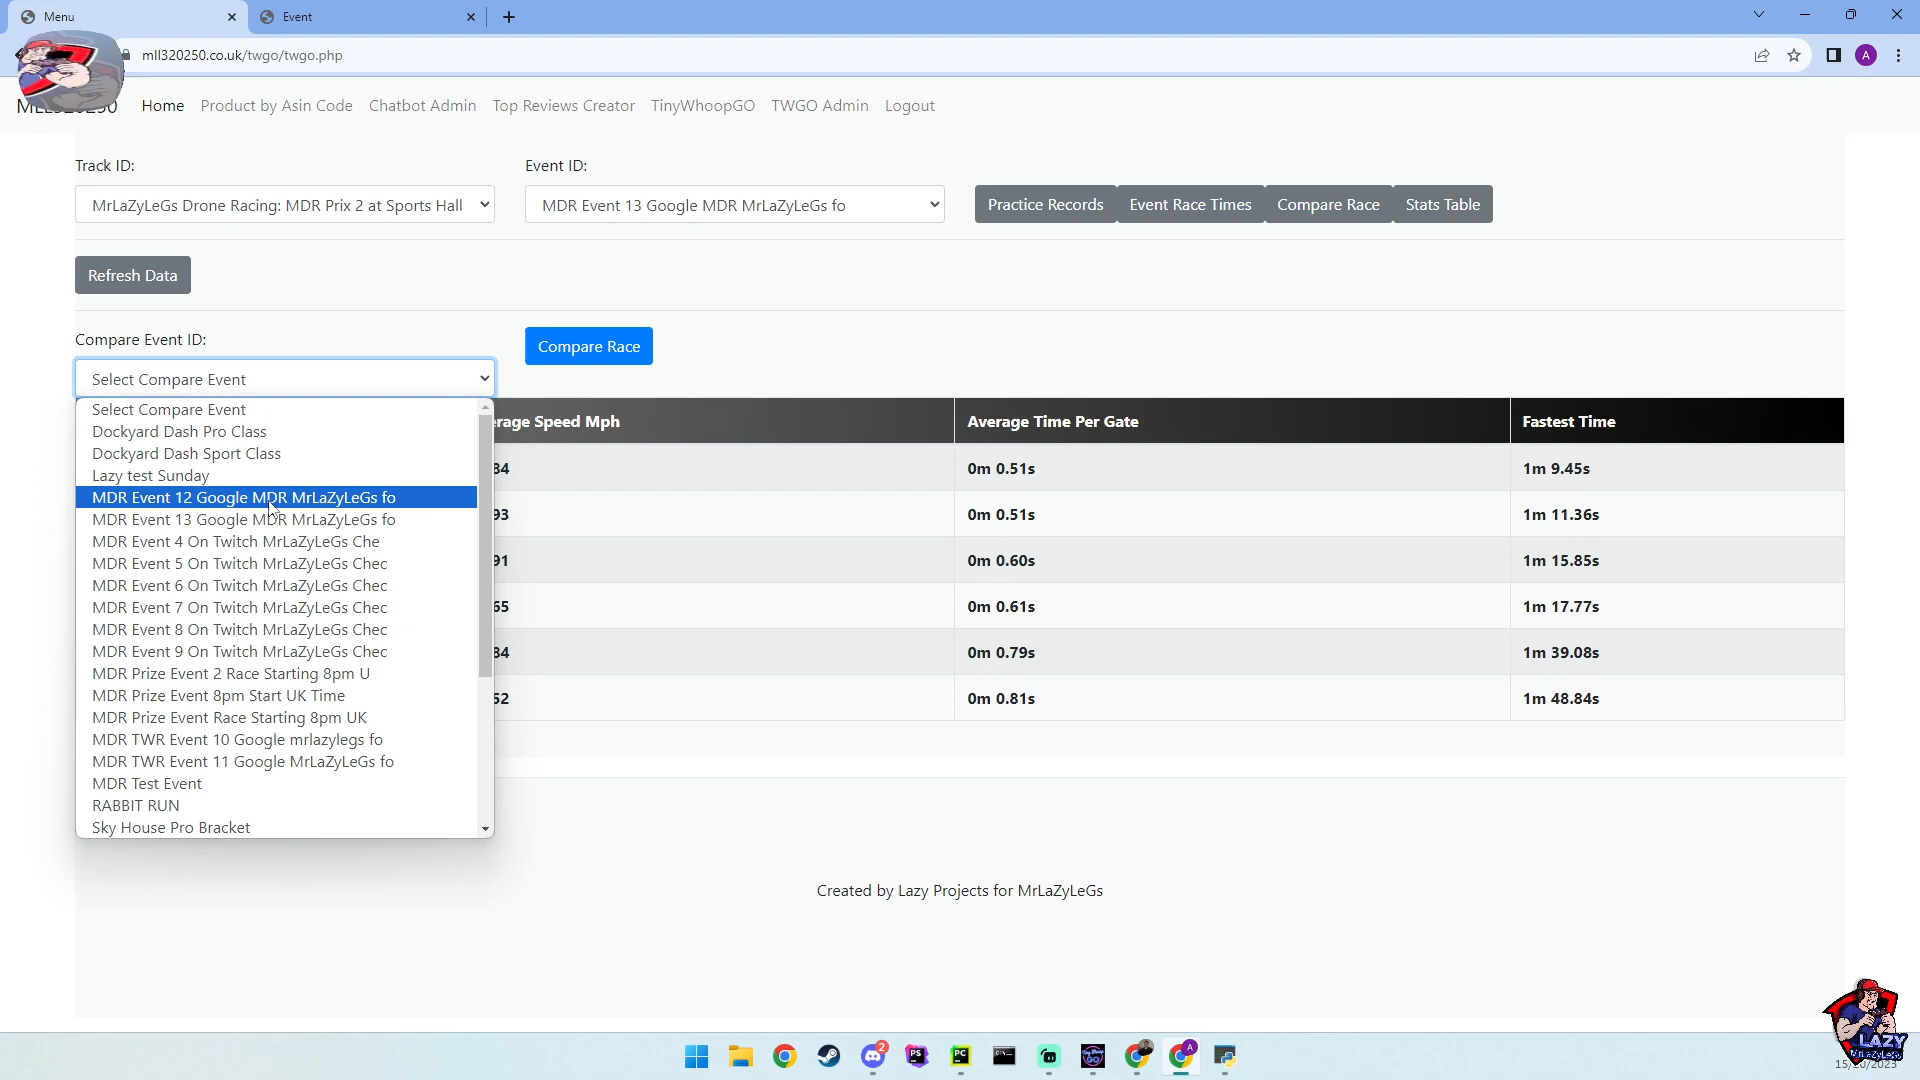 Menu
Event
mll320250.co.uk/twgo/twgo.php
A
Home
Product by Asin Code
Chatbot Admin
Top Reviews Creator
TinyWhoopGO
TWGO Admin
Logout
Track ID:
Event ID:
MrLaZyLeGs Drone Racing: MDR Prix 2 at Sports Hall
MDR Event 13 Google MDR MrLaZyLeGs fo
Practice Records
Event Race Times
Compare Race
Stats Table
Refresh Data
Compare Event ID:
Compare Race
Select Compare Event
Select Compare Event
Dockyard Dash Pro Class
Dockyard Dash Sport Class
Lazy test Sunday
MDR Event 12 Google MDR MrLaZyLeGs fo
MDR Event 13 Google MDR MrLaZyLeGs fo
MDR Event 4 On Twitch MrLaZyLeGs Che
MDR Event 5 On Twitch MrLaZyLeGs Chec
MDR Event 6 On Twitch MrLaZyLeGs Chec
MDR Event 7 On Twitch MrLaZyLeGs Chec
MDR Event 8 On Twitch MrLaZyLeGs Chec
MDR Event 9 On Twitch MrLaZyLeGs Chec
MDR Prize Event 2 Race Starting 8pm U
MDR Prize Event 8pm Start UK Time
MDR Prize Event Race Starting 8pm UK
MDR TWR Event 10 Google mrlazylegs fo
MDR TWR Event 11 Google MrLaZyLeGs fo
MDR Test Event
RABBIT RUN
Sky House Pro Bracket
erage Speed Mph
Average Time Per Gate
Fastest Time
84
0m 0.51s
1m 9.45s
93
0m 0.51s
1m 11.36s
91
0m 0.60s
1m 15.85s
65
0m 0.61s
1m 17.77s
84
0m 0.79s
1m 39.08s
52
0m 0.81s
1m 48.84s
Created by Lazy Projects for MrLaZyLeGs
2
PS
PC
A
LAZY
MrLaZyLeGs